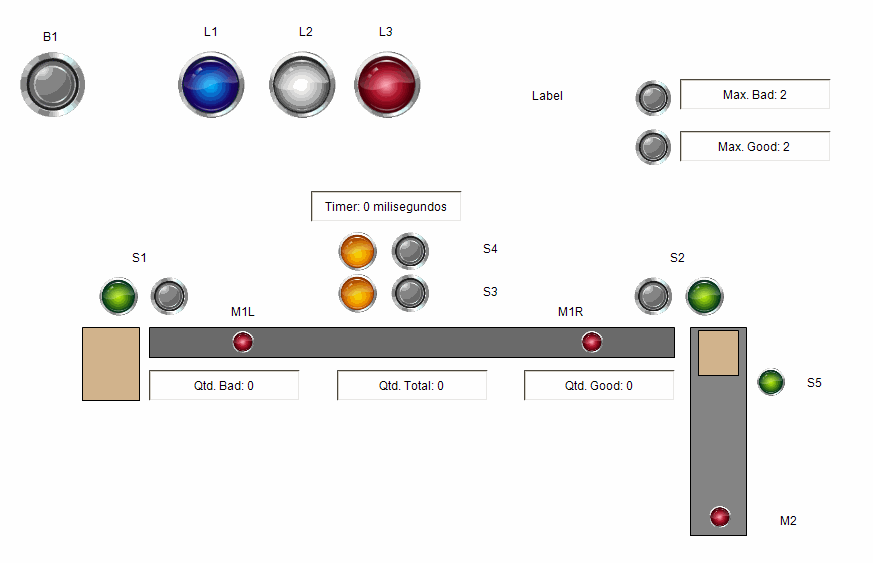 B1
L1
L2
L3
Label
Max. Bad: 2
Max. Good: 2
Timer: 0 milisegundos
S4
S1
S2
S3
M1L
M1R
Qtd. Bad: 0
Qtd. Total: 0
Qtd. Good: 0
S5
M2